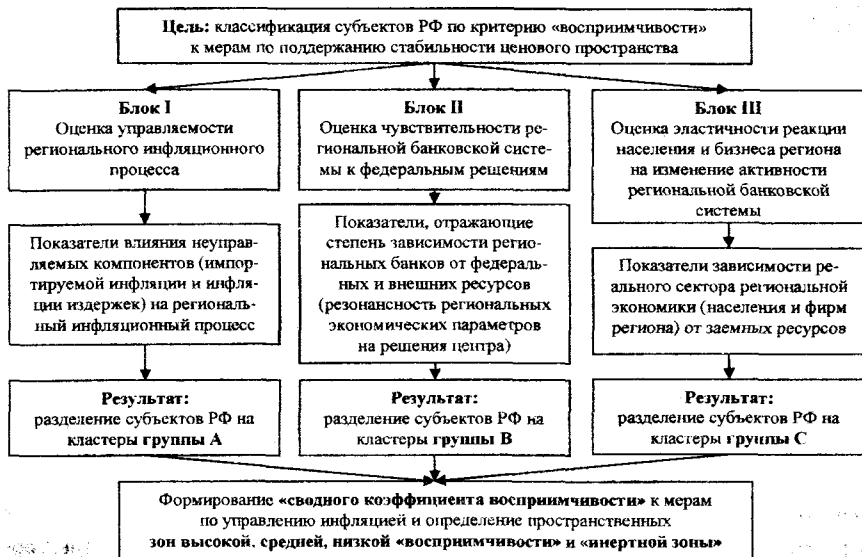 Цель: классификация субъектов РФ по критерию «восприимчивости»
к мерам по поддержанию стабильности ценового пространства
Блок I
Оценка управляемости
регионального инфляционного
процесса
Блок II
Оценка чувствительности ре-
гиональной банковской систе-
мы к федеральным решениям
Блок III
Оценка эластичности реакции
населения и бизнеса региона
на изменение активности
региональной банковской
системы
Показатели влияния неуправ-
ляемых компонентов (импор-
тируемой инфляции и инфля-
ции издержек) на региональ-
ный инфляционный процесс
Показатели, отражающие
степень зависимости регио-
нальных банков от федераль-
ных и внешних ресурсов
(резонансность региональных
экономических параметров
на решения центра)
Показатели зависимости ре-
ального сектора региональной
экономики (населения и фирм
региона) от заемных ресурсов
Результат:
разделение субъектов РФ на
кластеры группы А
Результат:
разделение субъектов РФ на
кластеры группы В
Результат:
разделение субъектов РФ на
кластеры группы С
Формирование «сводного коэффициента восприимчивости» к мерам
по управлению инфляцией и определение пространственных
зон высокой, средней, низкой «восприимчивости» и «инертной зоны»